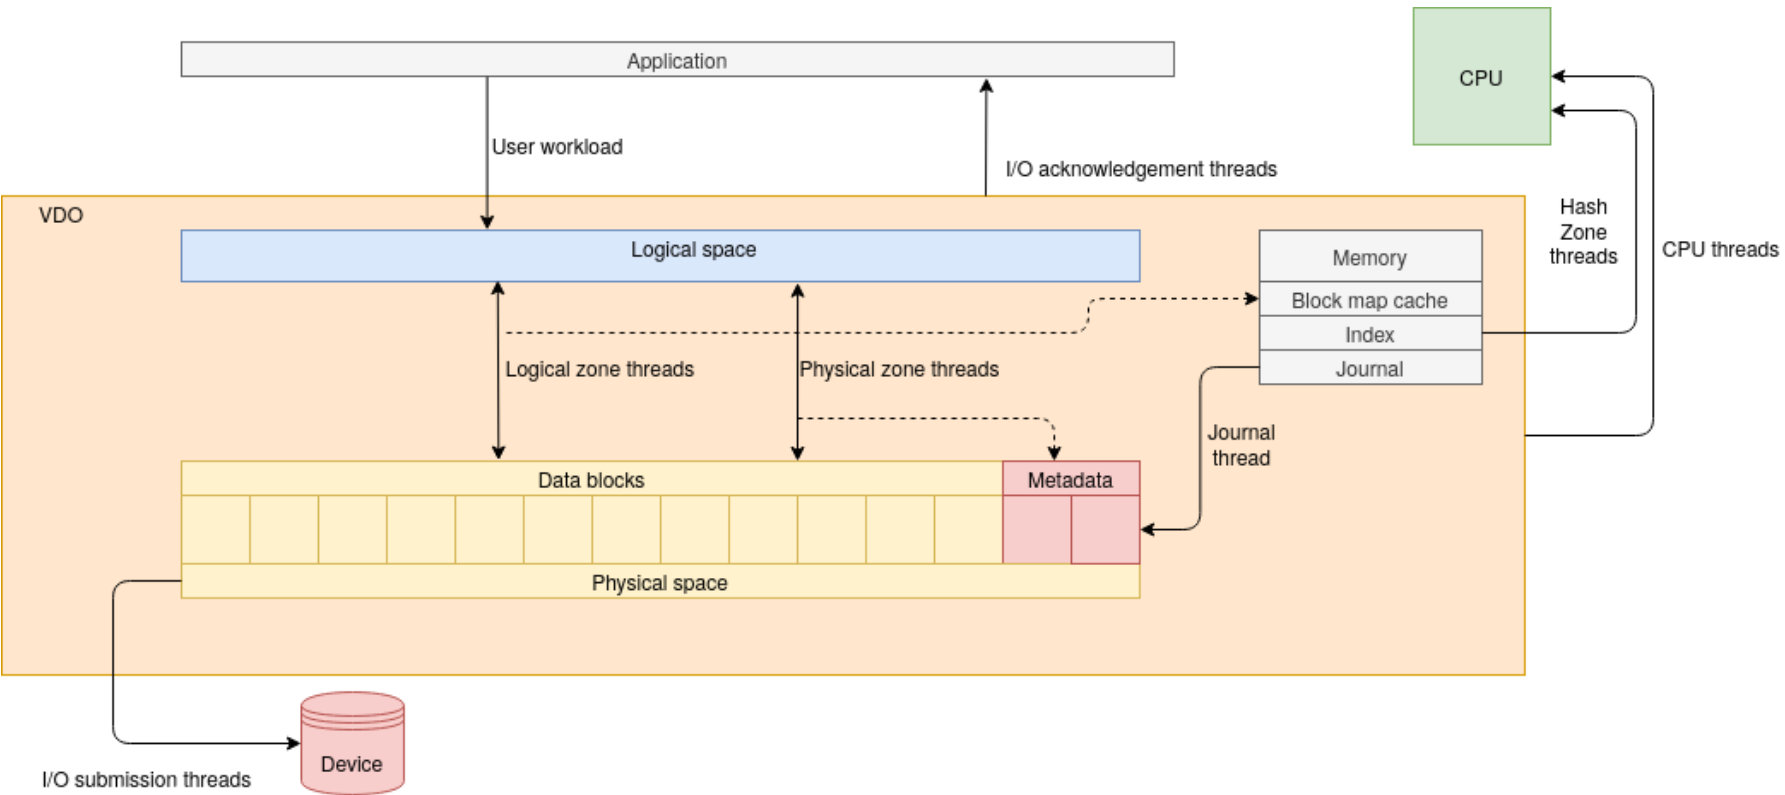 Application
CPU
User workload
I/O acknowledgement threads
VDO
Logical space
Memory
Block map cache
Index
Journal
Hash
Zone
threads
CPU threads
Logical zone threads
Physical zone threads
Journal
thread
Data blocks
Metadata
Physical space
Device
I/O submission threads